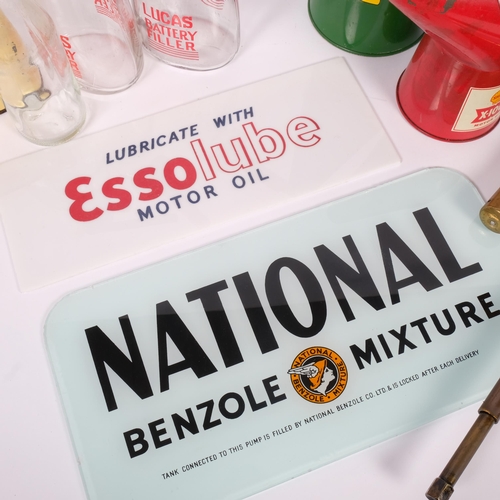 LUCAS
BATTERY
FILLER
LUBRICATE WITH
Essolube
MOTOR OIL
NATIONAL
BENZOLE MIXTURE
NATIONAL
BENZOLE MIXTURE
TANK CONNECTED TO THIS PUMP IS FILLED BY NATIONAL BENZOLE CO. LTD. & IS LOCKED AFTER EACH DELIVERY